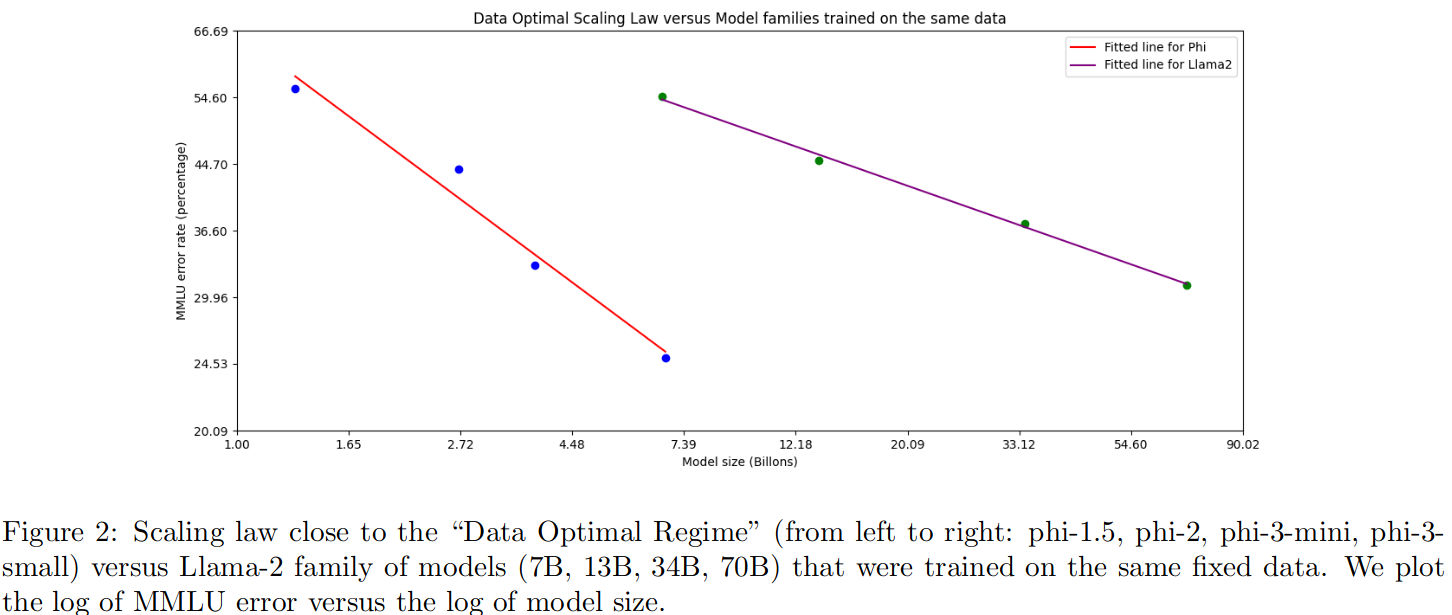 Data Optimal Scaling Law versus Model families trained on the same data
66.69
54.60
44.70
36.60
29.96
24.53
20.09
MMLU error rate (percentage)
Fitted line for Phi
Fitted line for Llama2
1.00 1.65 2.72 4.48 7.39 12.18 20.09 33.12 54.60 90.02
Model size (Billons)
Figure 2: Scaling law close to the “Data Optimal Regime” (from left to right: phi-1.5, phi-2, phi-3-mini, phi-3-
small) versus Llama-2 family of models (7B, 13B, 34B, 70B) that were trained on the same fixed data. We plot
the log of MMLU error versus the log of model size.